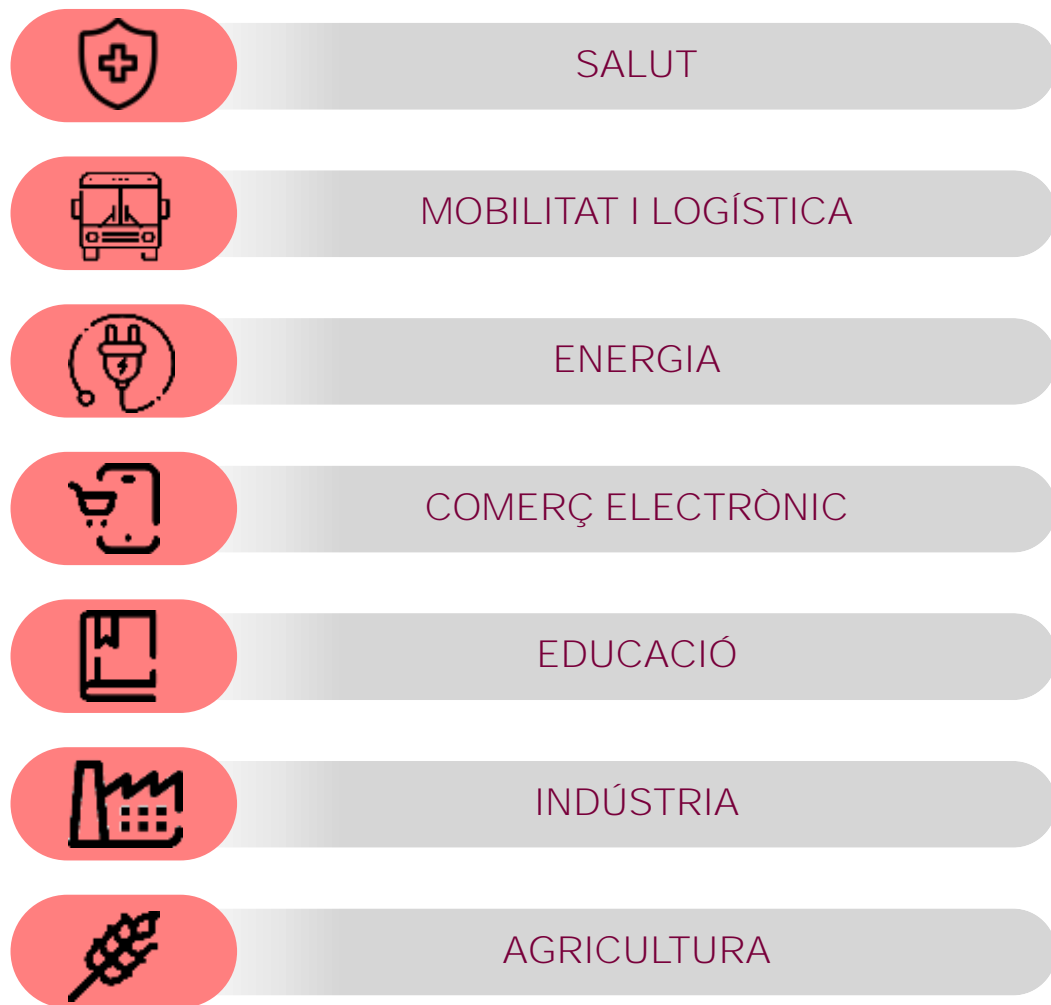 SALUT
MOBILITAT I LOGÍSTICA
ENERGIA
COMERÇ ELECTRÒNIC
EDUCACIÓ
INDÚSTRIA
AGRICULTURA